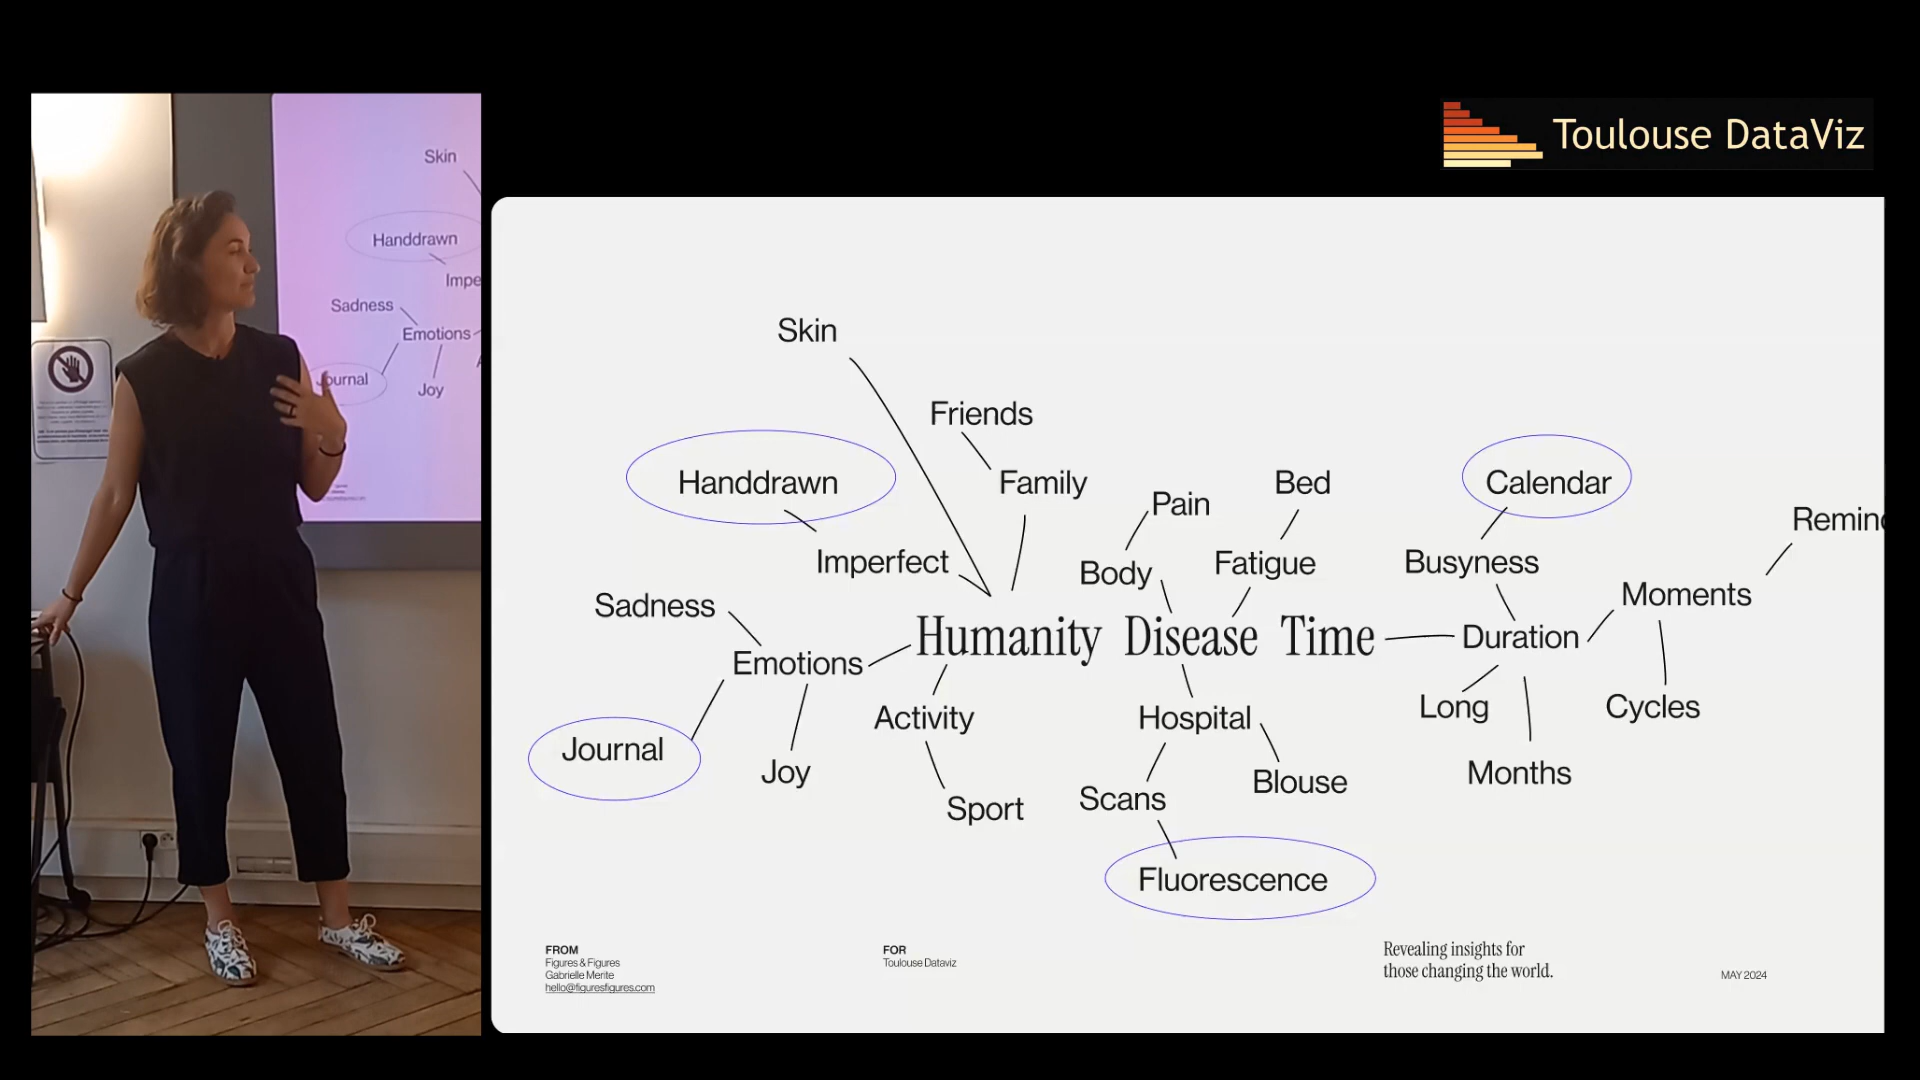 Toulouse DataViz
Skin
Handdrawn
Impe
Sadness
Emotions
Journal
Joy
Skin
Friends
Handdrawn
Family
Pain
Bed
Calendar
Remind
Imperfect
Body
Fatigue
Busyness
Moments
Sadness
Humanity Disease Time
Duration
Emotions
Activity
Hospital
Long
Cycles
Journal
Joy
Blouse
Months
Scans
Sport
Fluorescence
FROM
Figures & Figures
Gabrielle Merite
hello@figuresfigures.com
FOR
Toulouse Dataviz
Revealing insights for
those changing the world.
MAY 2024